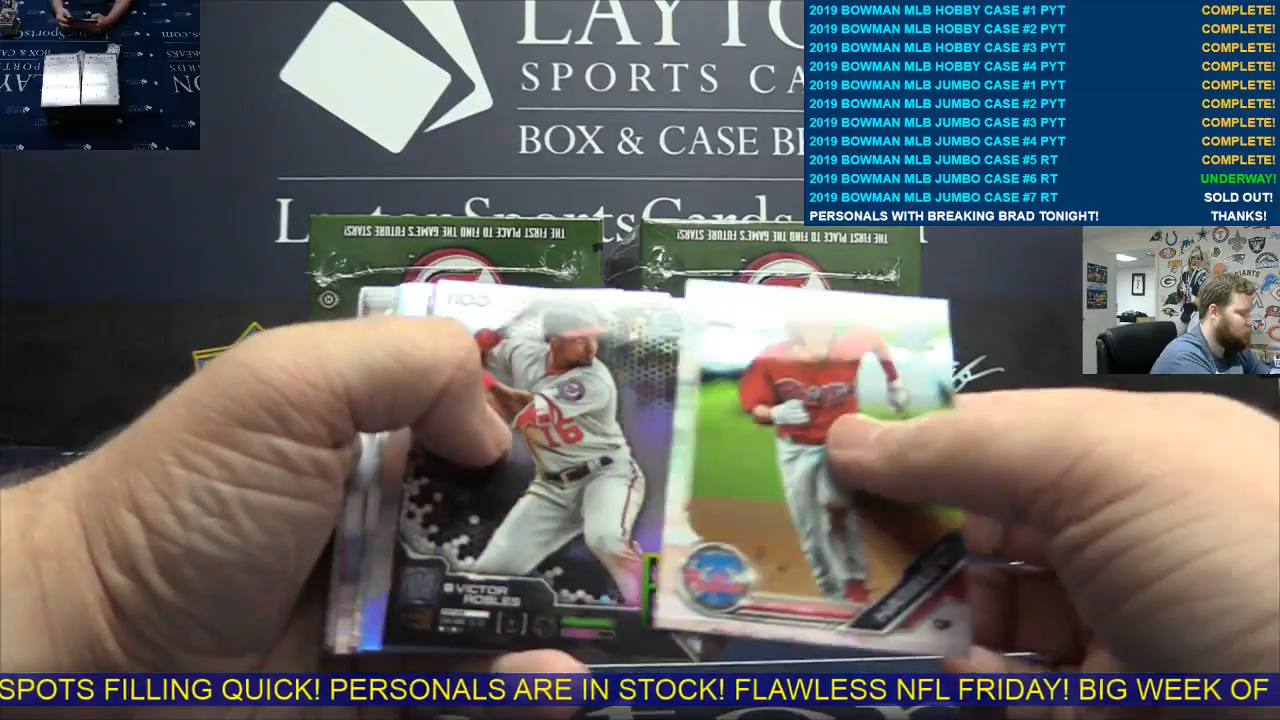 LAYTO
SPORTS CA
BOX & CASE BR
LaytonSportsCards
2019 BOWMAN MLB HOBBY CASE #1 PYT COMPLETE!
2019 BOWMAN MLB HOBBY CASE #2 PYT COMPLETE!
2019 BOWMAN MLB HOBBY CASE #3 PYT COMPLETE!
2019 BOWMAN MLB HOBBY CASE #4 PYT COMPLETE!
2019 BOWMAN MLB JUMBO CASE #1 PYT COMPLETE!
2019 BOWMAN MLB JUMBO CASE #2 PYT COMPLETE!
2019 BOWMAN MLB JUMBO CASE #3 PYT COMPLETE!
2019 BOWMAN MLB JUMBO CASE #4 PYT COMPLETE!
2019 BOWMAN MLB JUMBO CASE #5 RT COMPLETE!
2019 BOWMAN MLB JUMBO CASE #6 RT UNDERWAY!
2019 BOWMAN MLB JUMBO CASE #7 RT SOLD OUT!
PERSONALS WITH BREAKING BRAD TONIGHT! THANKS!
THE FIRST PLACE TO FIND THE GAME'S FUTURE STARS!
THE FIRST PLACE TO FIND THE GAME'S FUTURE STARS!
16
VICTOR
ROBLES
SPOTS FILLING QUICK! PERSONALS ARE IN STOCK! FLAWLESS NFL FRIDAY! BIG WEEK OF